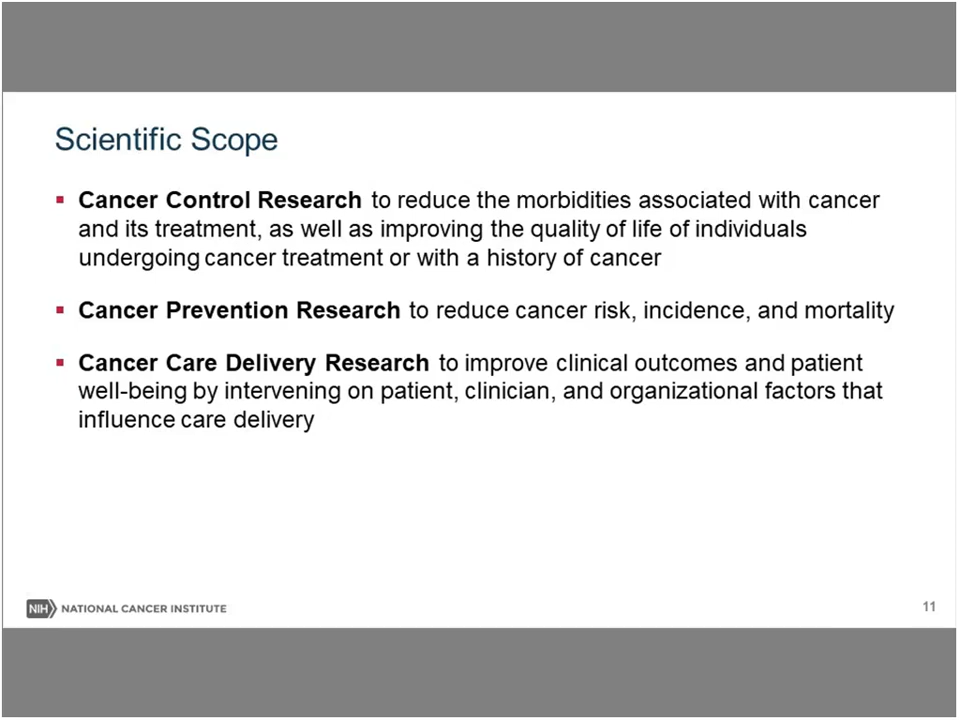 Scientific Scope
▪ Cancer Control Research to reduce the morbidities associated with cancer
and its treatment, as well as improving the quality of life of individuals
undergoing cancer treatment or with a history of cancer
▪ Cancer Prevention Research to reduce cancer risk, incidence, and mortality
▪ Cancer Care Delivery Research to improve clinical outcomes and patient
well-being by intervening on patient, clinician, and organizational factors that
influence care delivery
NIH NATIONAL CANCER INSTITUTE
11